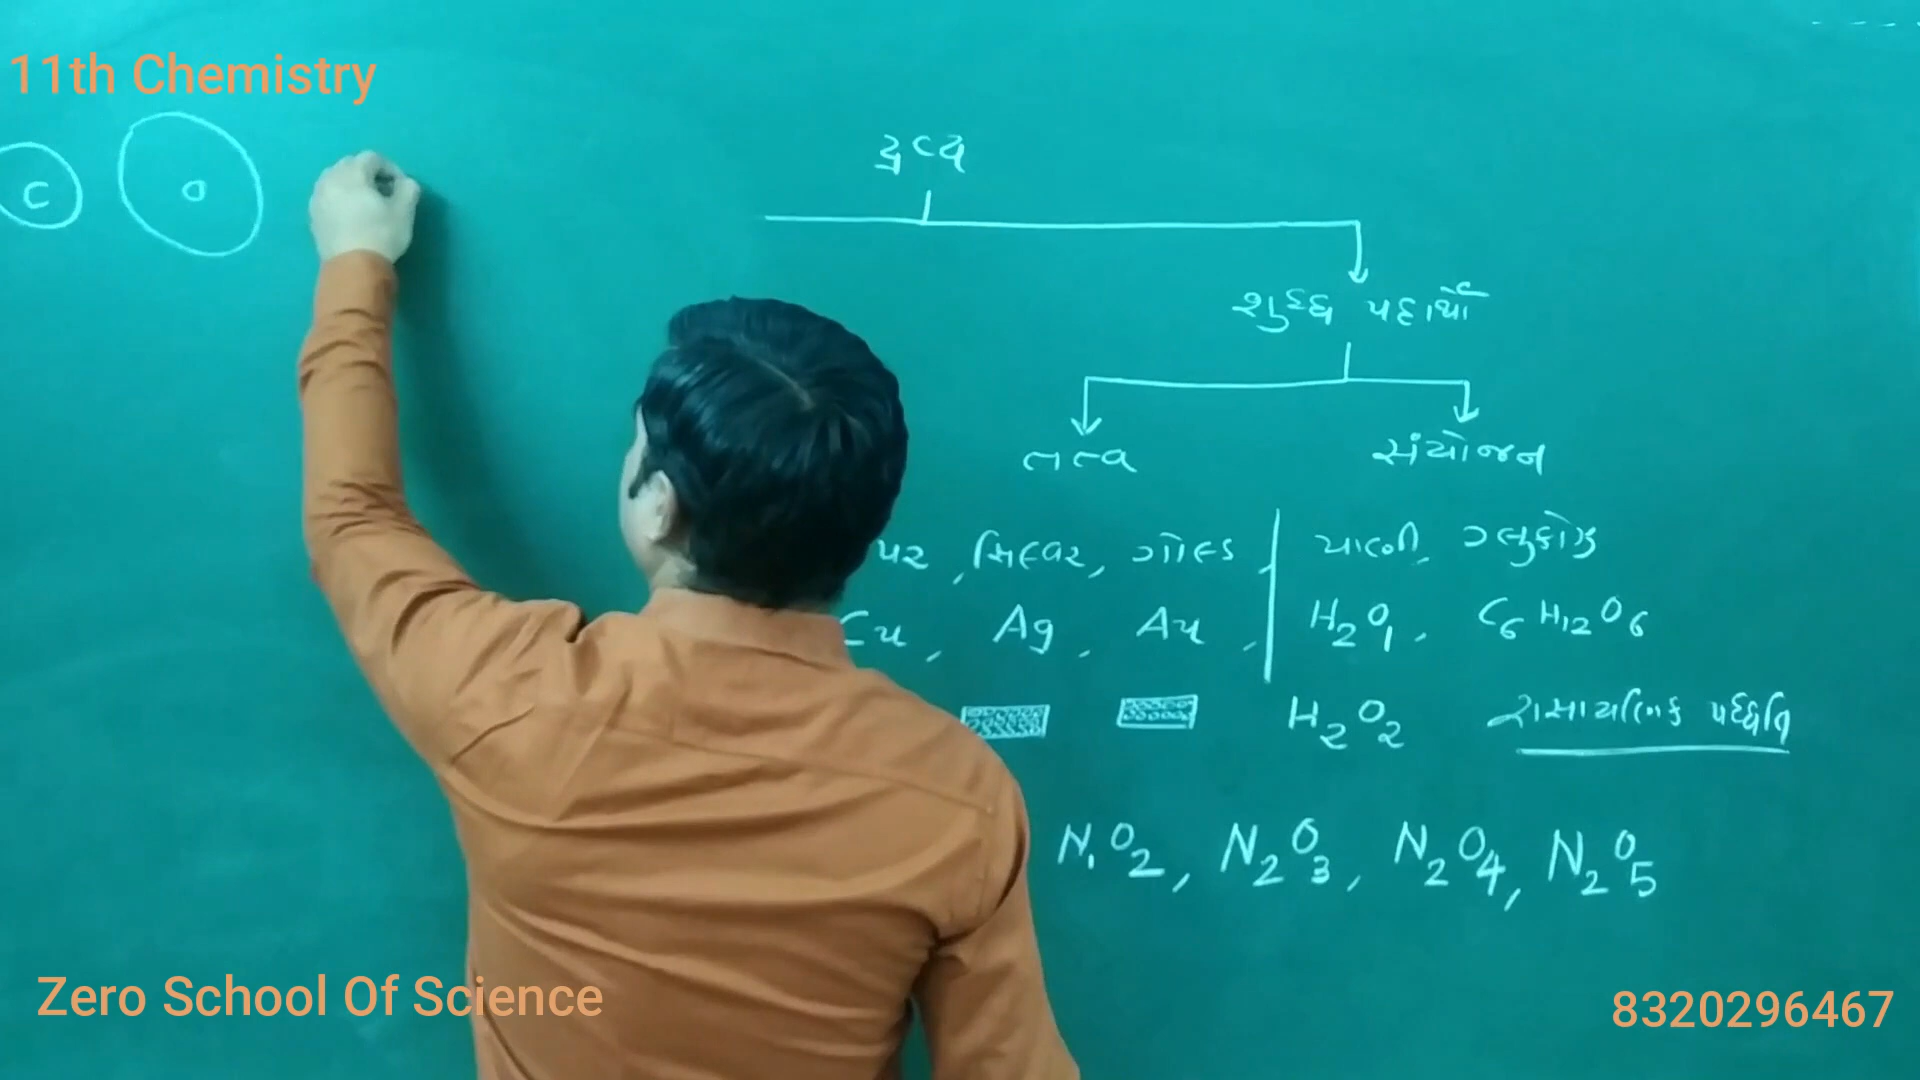 11th Chemistry
C O
દ્રવ્ય
શુદ્ધ પદાર્થો
તત્વ સંયોજન
પર, સિલ્વર, ગોલ્ડ, પાણી, ગ્લુકોઝ
Cu, Ag, Au, H₂O₁, C₆H₁₂O₆
H₂O₂ રાસાયણિક પદ્ધતિ
N₁O₂, N₂O₃, N₂O₄, N₂O₅
Zero School Of Science
8320296467